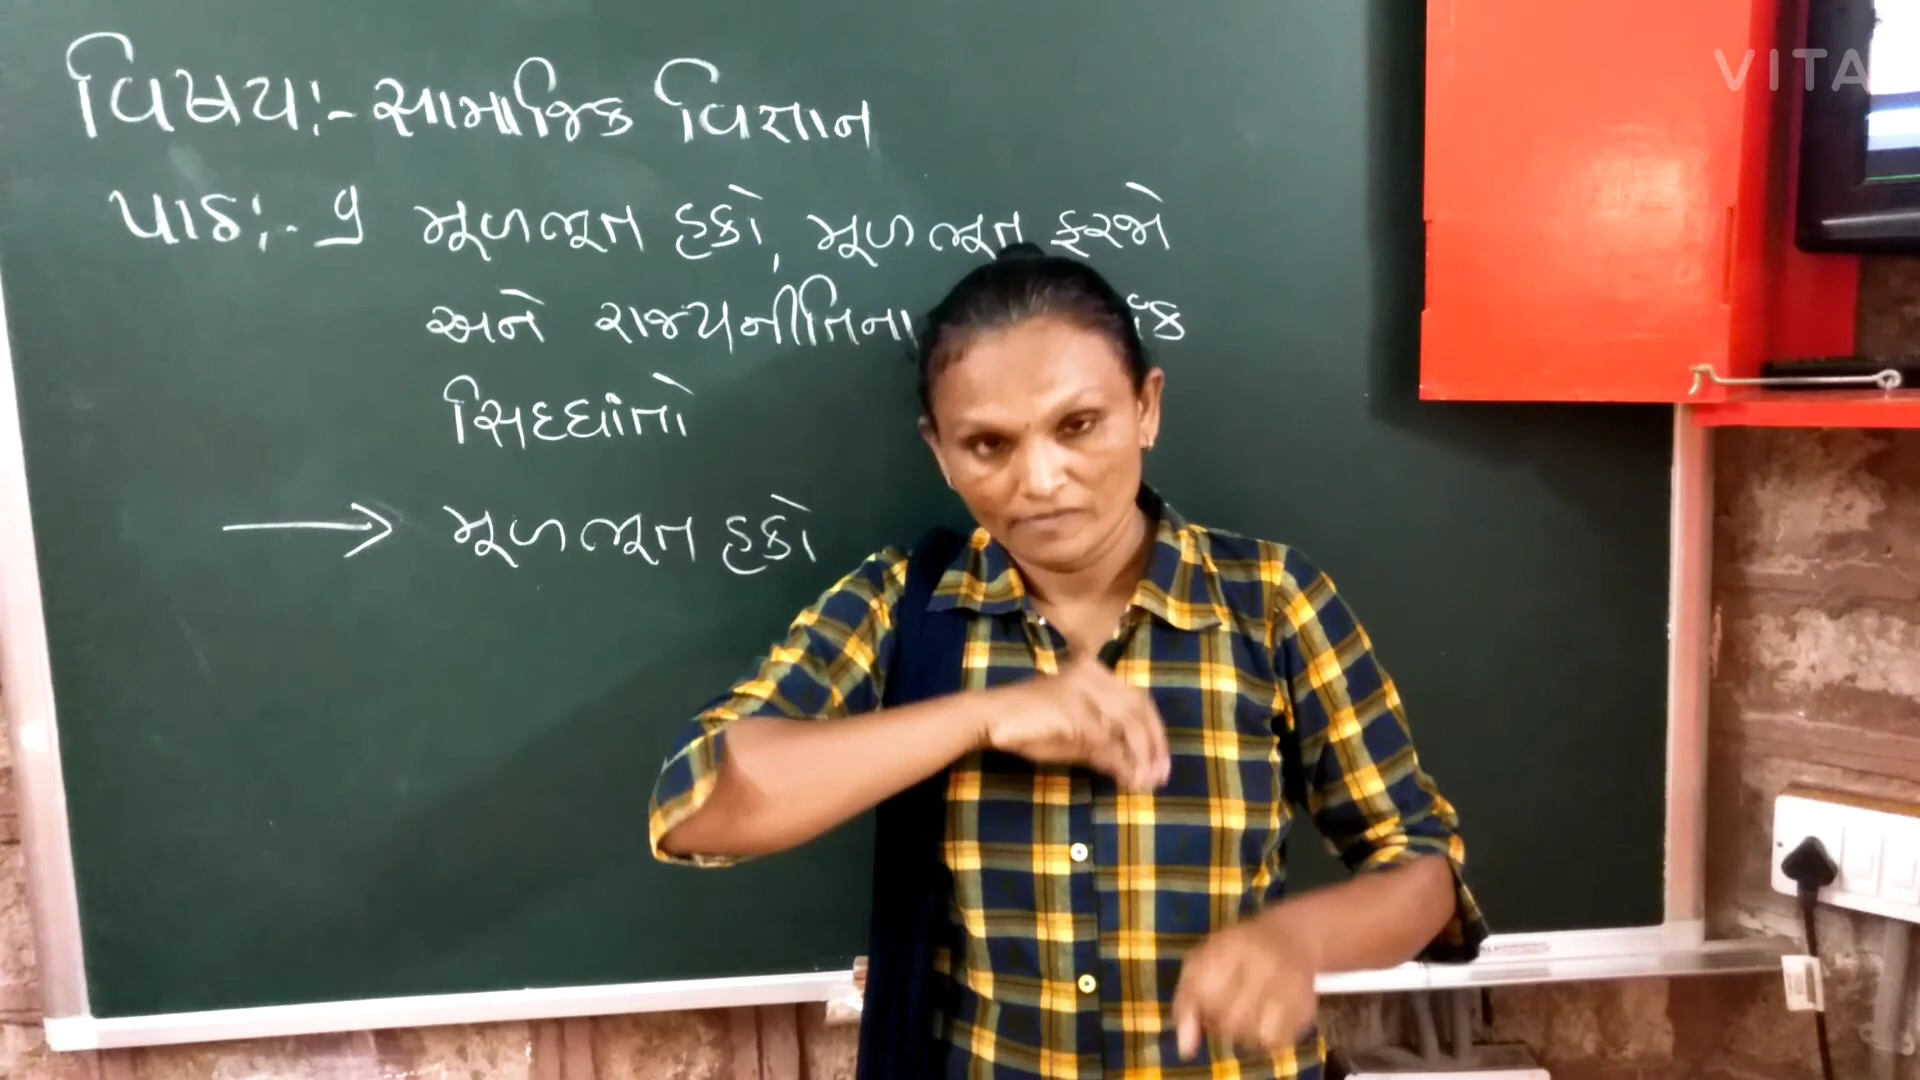 વિષય:- સામાજિક વિજ્ઞાન
પાઠ:- ૭ મૂળભૂત હકો, મૂળભૂત ફરજો
અને રાજ્યનીતિના
સિદ્ધાંતો
→ મૂળભૂત હકો
VITA